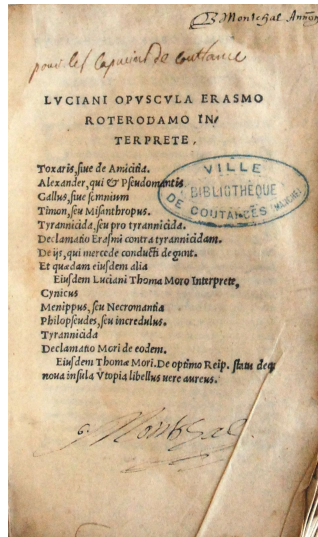 B Montchal
pour les Capucins de Coutance
LVCIANI OPVSCVLA ERASMO
ROTERODAMO IN/
TERPRETE.
Toxaris, siue de Amicitia.
Alexander, qui & Pseudomantis
Gallus, siue somnium
Timon, seu Misanthropus.
Tyrannicida, seu pro tyrannicida.
Declamatio Erasmi contra tyrannicidam.
De ijs, qui mercede conducti degunt.
Et quædam eiusdem alia
Eiusdem Luciani Thoma Moro Interprete,
Cynicus
Menippus, seu Necromantia
Philopseudes, seu incredulus.
Tyrannicida
Declamatio Mori de eodem.
Eiusdem Thomæ Mori. De optimo Reip. statu deq;
noua insula Vtopia libellus uere aureus.
VILLE
BIBLIOTHÈQUE
DE COUTANCES (MANCHE)
Montchal